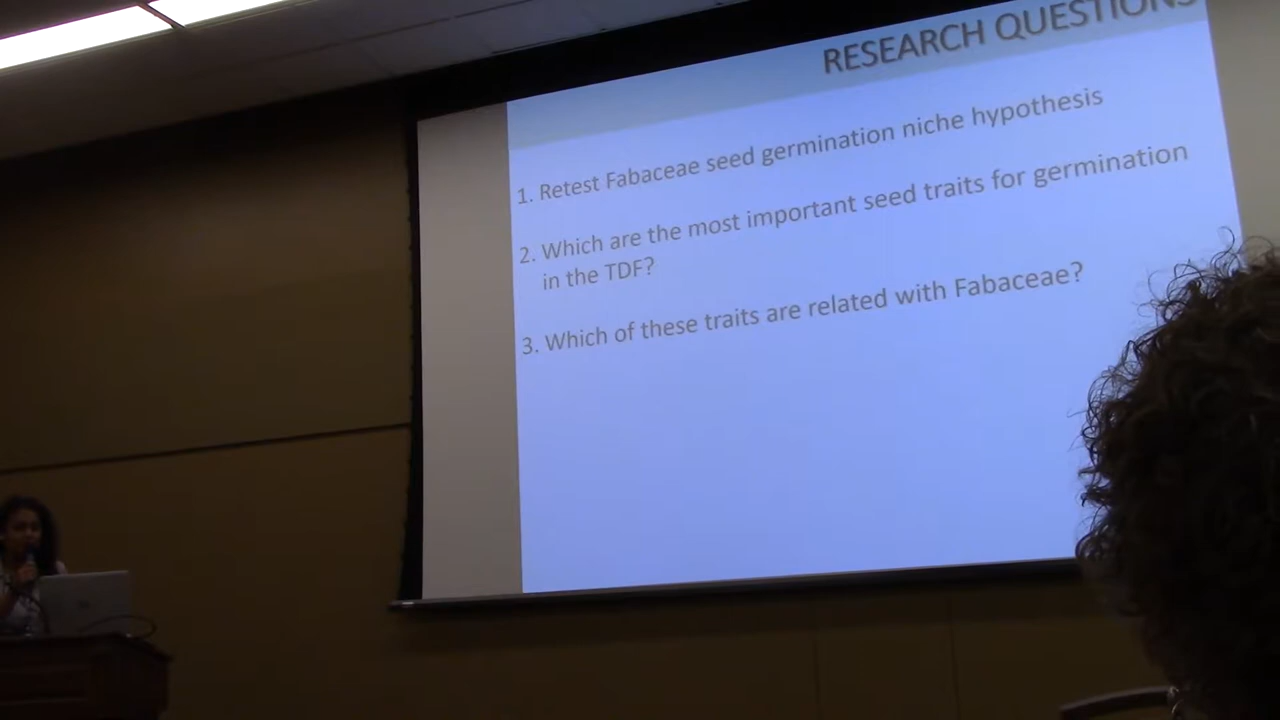 RESEARCH QUESTIONS
1. Retest Fabaceae seed germination niche hypothesis
2. Which are the most important seed traits for germination
in the TDF?
3. Which of these traits are related with Fabaceae?